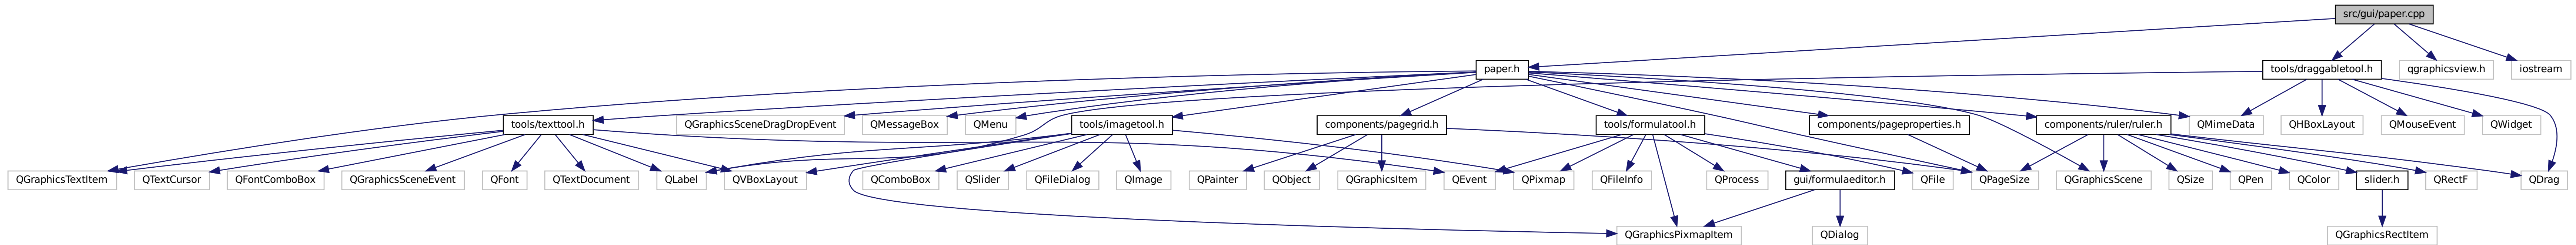 src/gui/paper.cpp
paper.h
tools/draggabletool.h
qgraphicsview.h
iostream
tools/texttool.h
QGraphicsSceneDragDropEvent
QMessageBox
QMenu
tools/imagetool.h
components/pagegrid.h
tools/formulatool.h
components/pageproperties.h
components/ruler/ruler.h
QMimeData
QHBoxLayout
QMouseEvent
QWidget
QGraphicsTextItem
QTextCursor
QFontComboBox
QGraphicsSceneEvent
QFont
QTextDocument
QLabel
QVBoxLayout
QComboBox
QSlider
QFileDialog
QImage
QPainter
QObject
QGraphicsItem
QEvent
QPixmap
QFileInfo
QProcess
gui/formulaeditor.h
QFile
QPageSize
QGraphicsScene
QSize
QPen
QColor
slider.h
QRectF
QDrag
QGraphicsPixmapItem
QDialog
QGraphicsRectItem